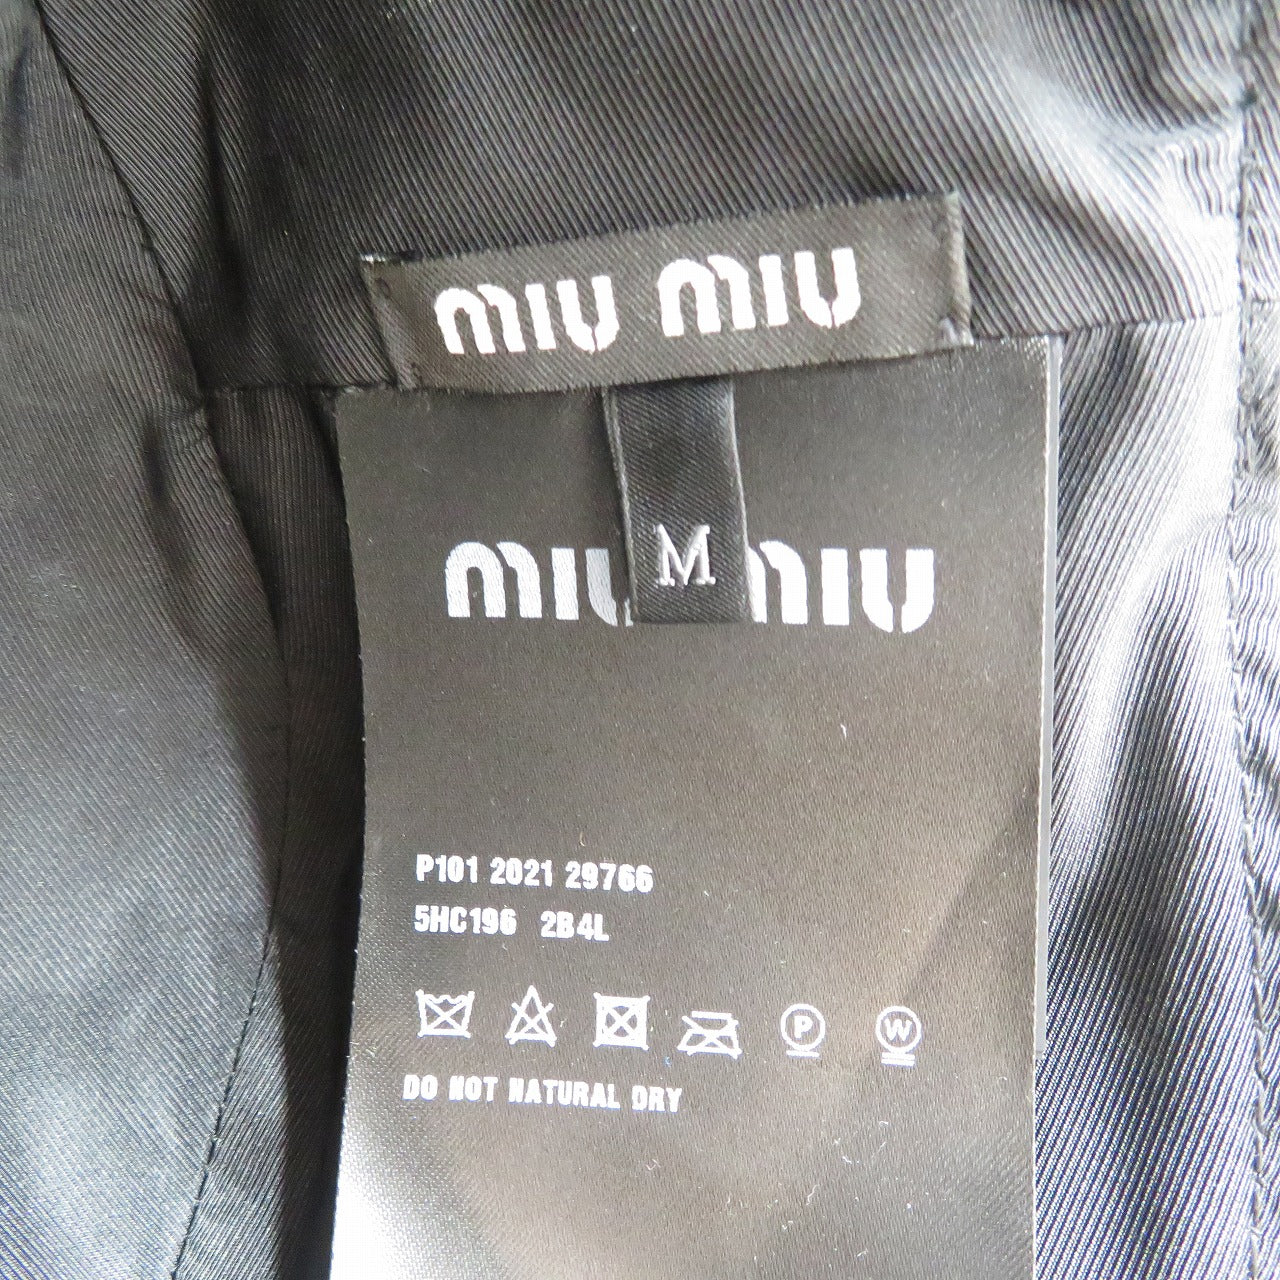 miu miu
M
miu miu
P101 2021 29766
5HC196 2B4L
P W
DO NOT NATURAL DRY